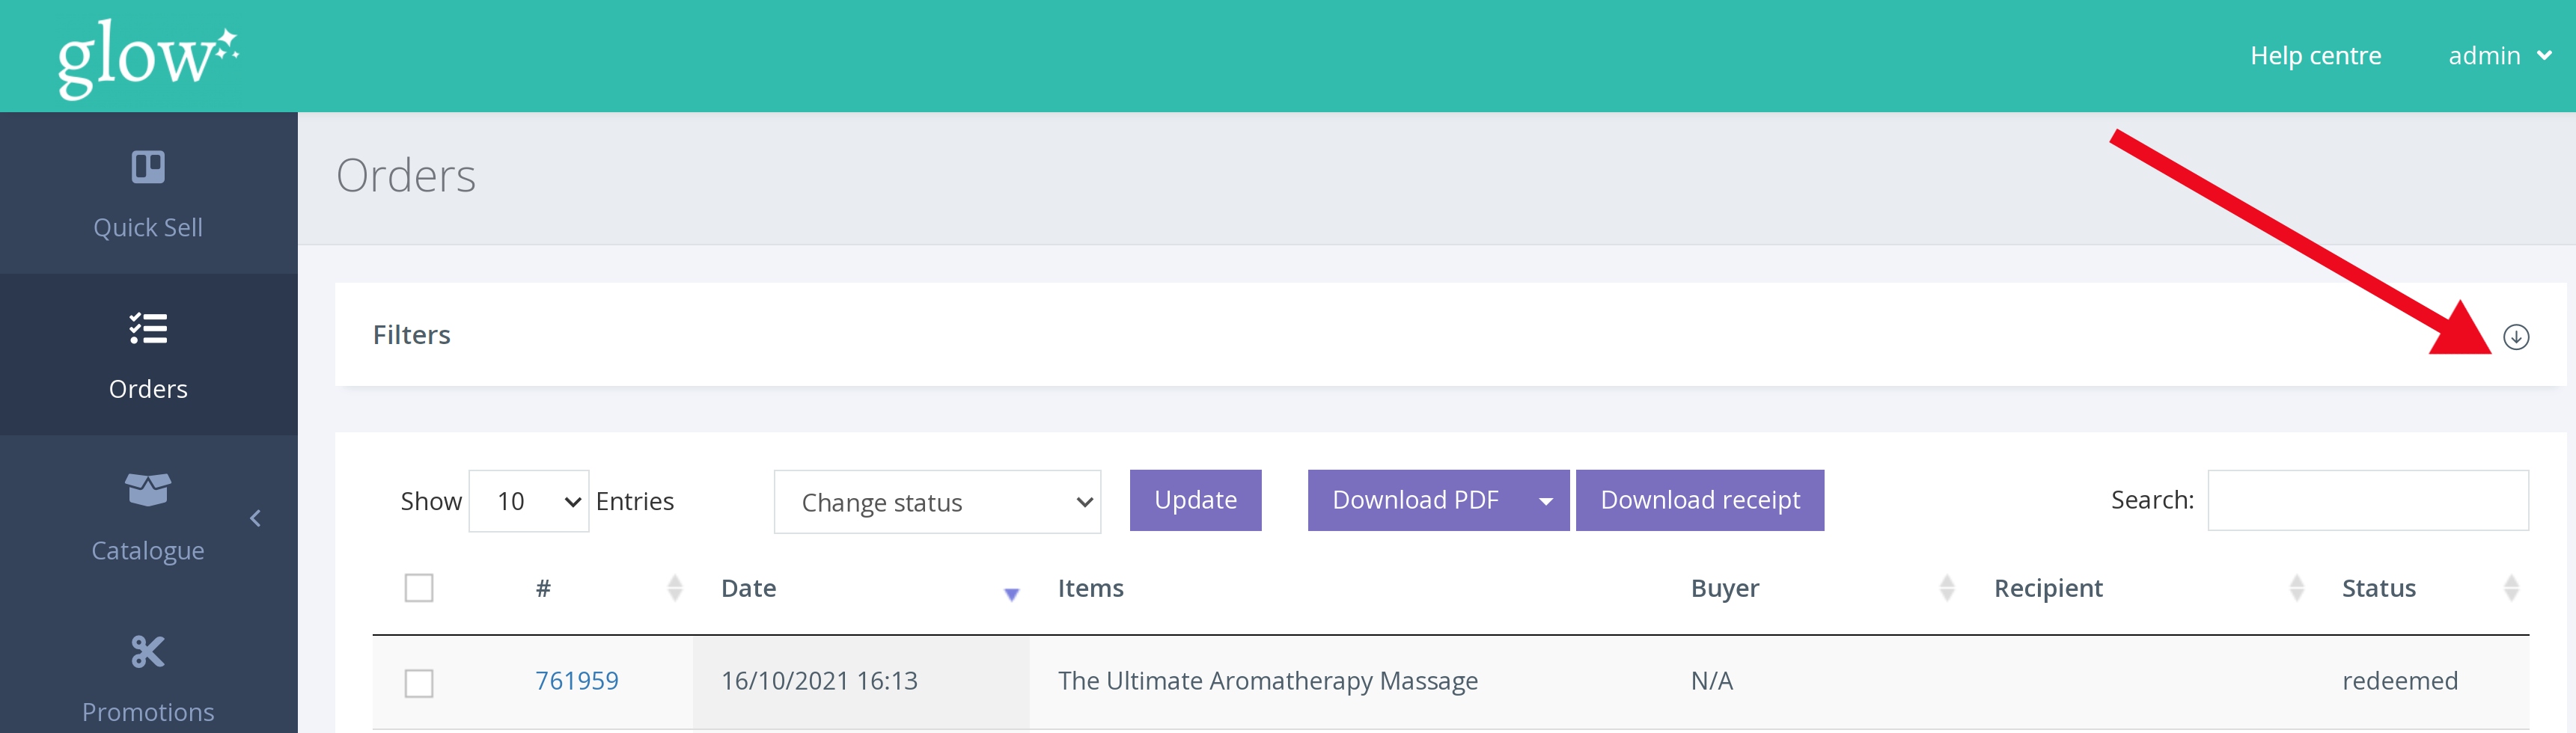 glow
Help centre admin
Quick Sell
Orders
Catalogue
Promotions
Orders
Filters
Show 10 Entries Change status Update Download PDF Download receipt Search:
# Date Items Buyer Recipient Status
761959 16/10/2021 16:13 The Ultimate Aromatherapy Massage N/A redeemed